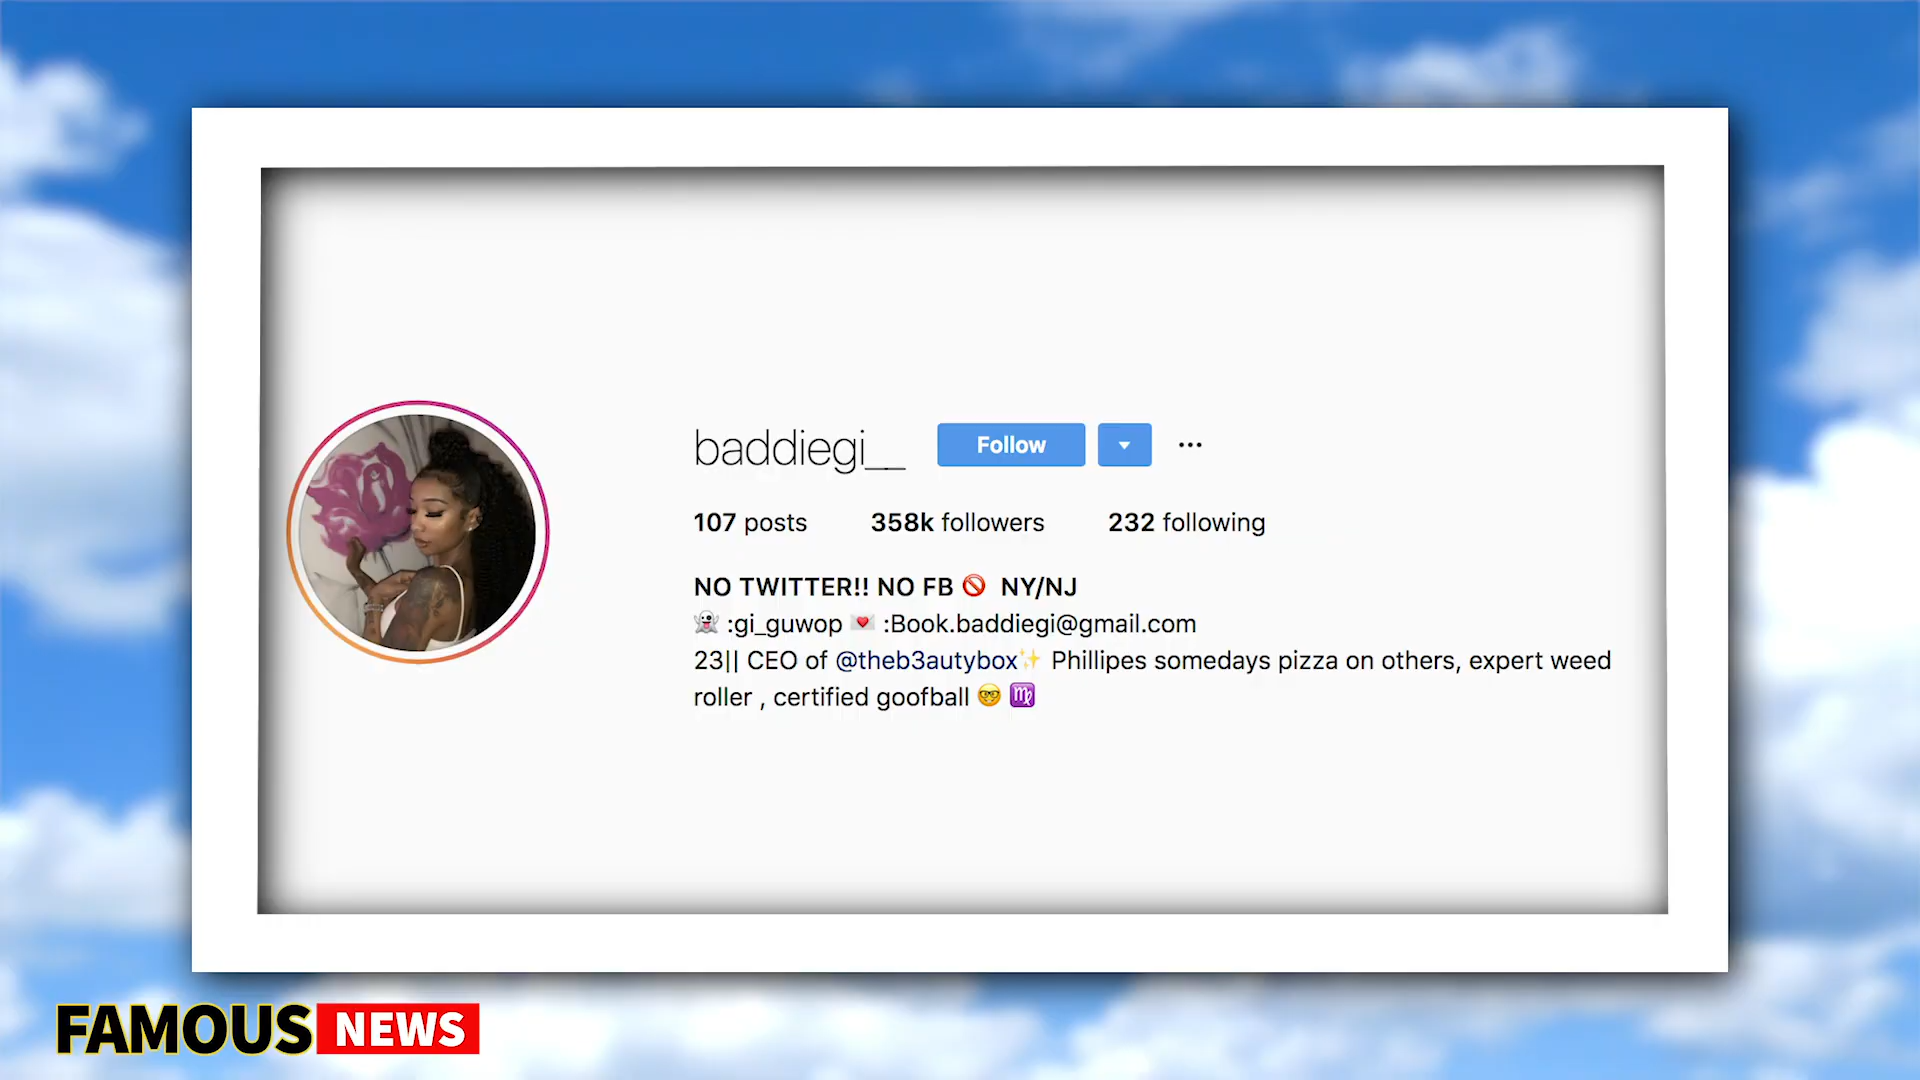 baddiegi__ Follow ...
107 posts 358k followers 232 following
NO TWITTER!! NO FB 🚫 NY/NJ
👻 :gi_guwop 💌 :Book.baddiegi@gmail.com
23|| CEO of @theb3autybox✨ Phillipes somedays pizza on others, expert weed
roller , certified goofball 🤓 ♍
FAMOUS NEWS